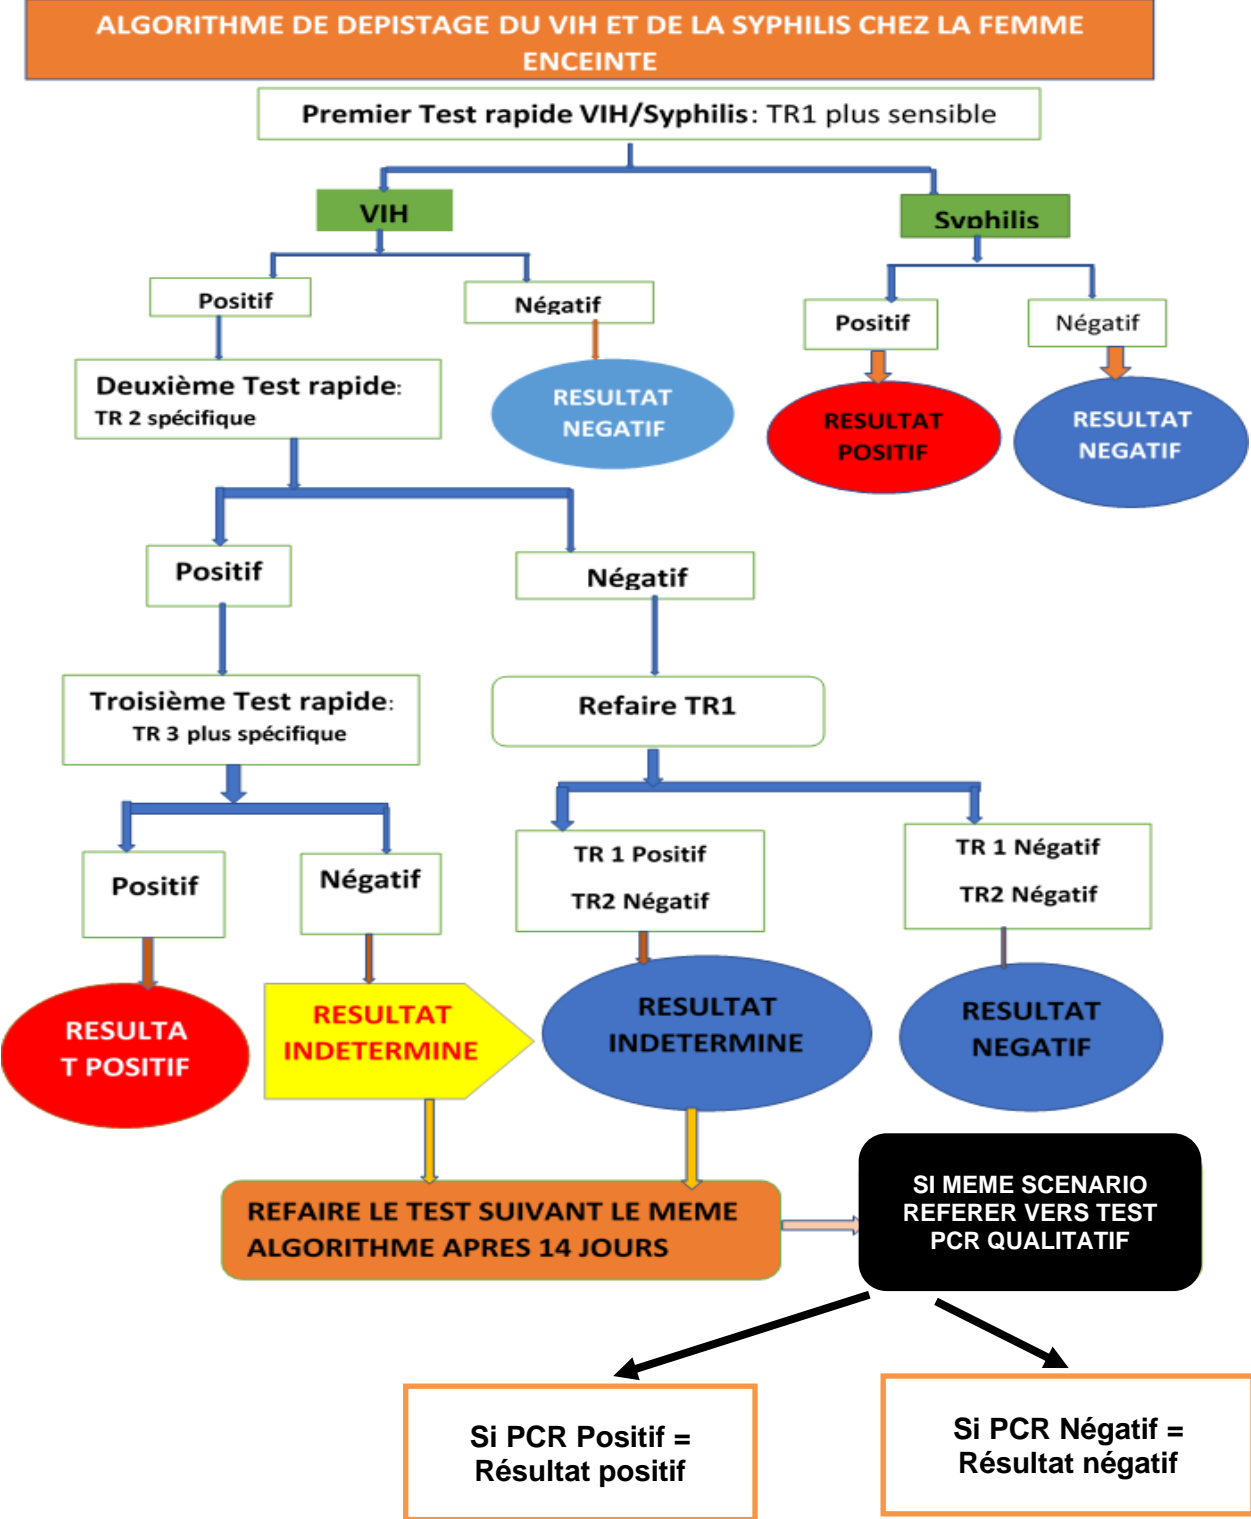 ALGORITHME DE DEPISTAGE DU VIH ET DE LA SYPHILIS CHEZ LA FEMME
ENCEINTE
Premier Test rapide VIH/Syphilis: TR1 plus sensible
VIH
Syphilis
Positif
Négatif
Positif
Négatif
Deuxième Test rapide:
TR 2 spécifique
RESULTAT
NEGATIF
RESULTAT
POSITIF
RESULTAT
NEGATIF
Positif
Négatif
Troisième Test rapide:
TR 3 plus spécifique
Refaire TR1
Positif
Négatif
TR 1 Positif
TR2 Négatif
TR 1 Négatif
TR2 Négatif
RESULTA
T POSITIF
RESULTAT
INDETERMINE
RESULTAT
INDETERMINE
RESULTAT
NEGATIF
REFAIRE LE TEST SUIVANT LE MEME
ALGORITHME APRES 14 JOURS
SI MEME SCENARIO
REFERER VERS TEST
PCR QUALITATIF
Si PCR Positif =
Résultat positif
Si PCR Négatif =
Résultat négatif